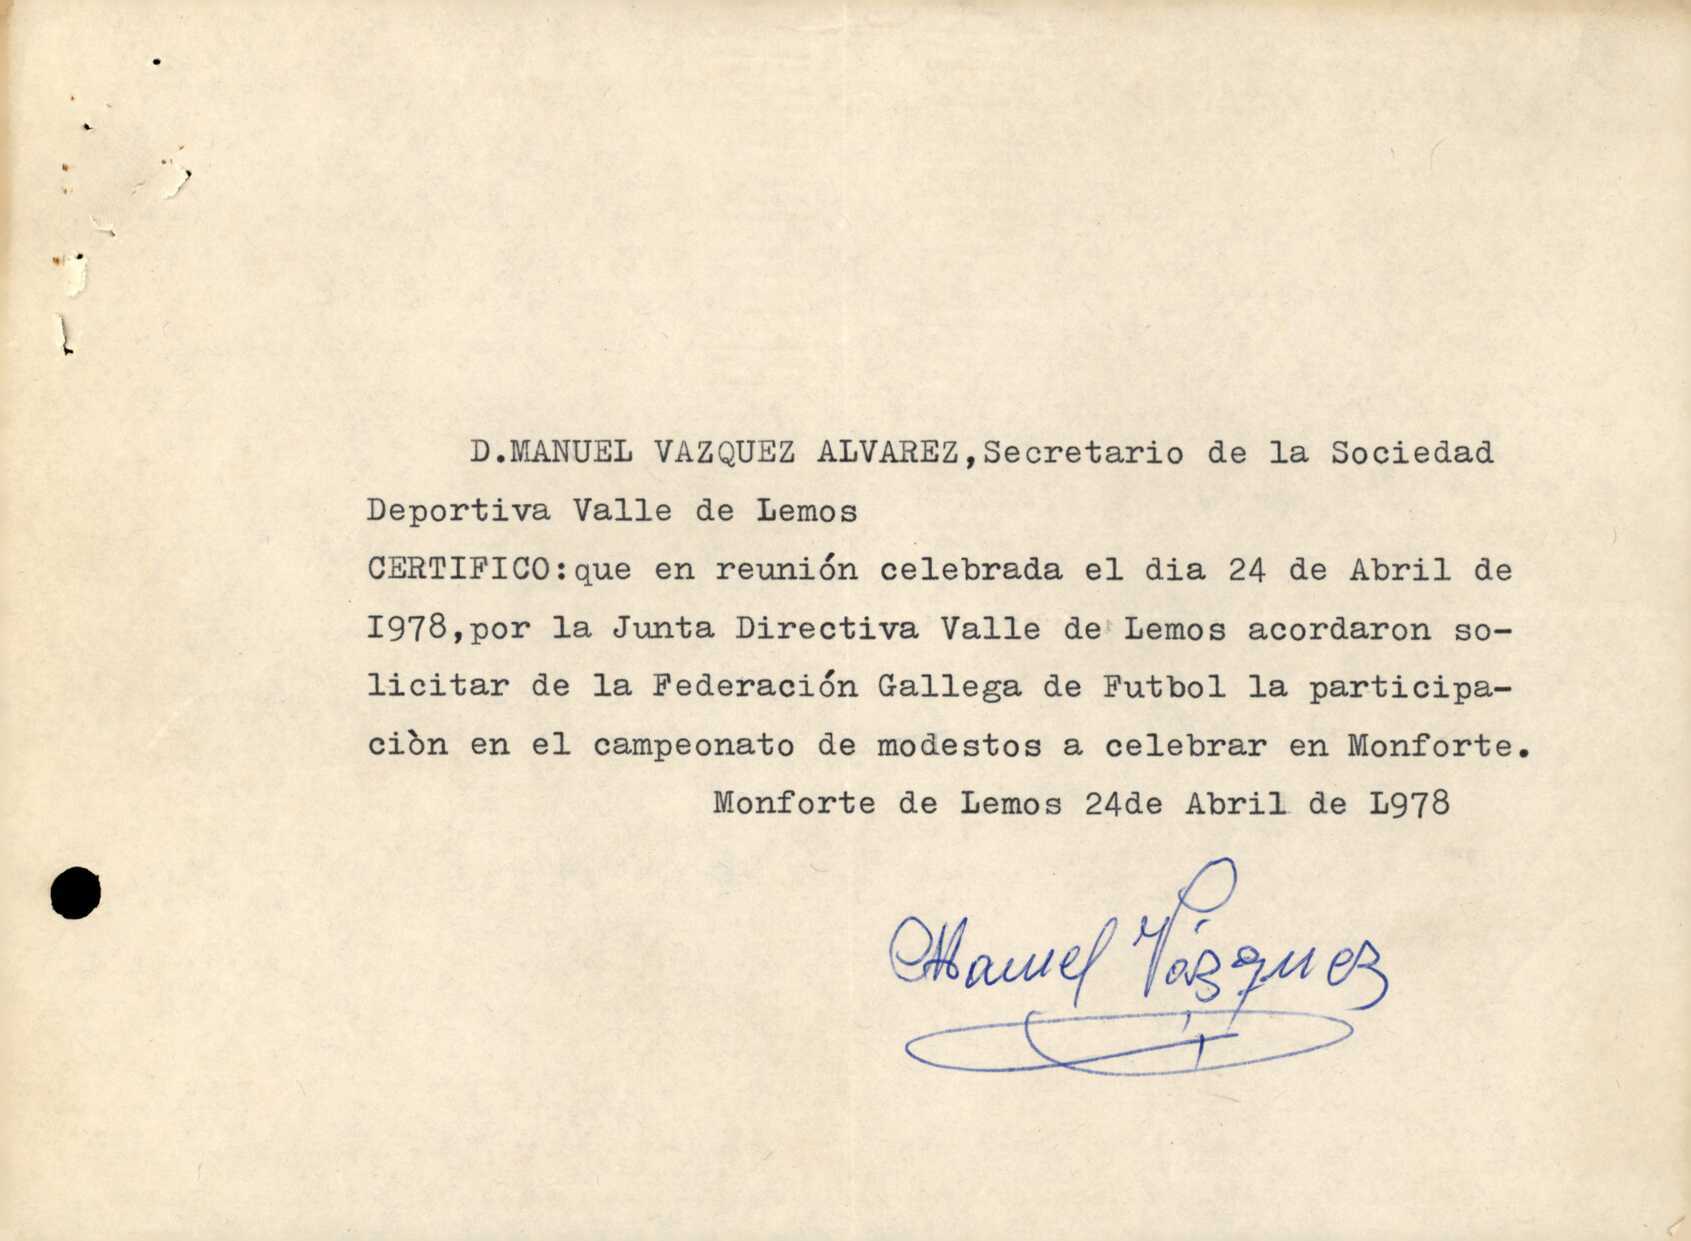 D.MANUEL VAZQUEZ ALVAREZ,Secretario de la Sociedad
Deportiva Valle de Lemos
CERTIFICO:que en reunión celebrada el dia 24 de Abril de
I978,por la Junta Directiva Valle de Lemos acordaron so-
licitar de la Federación Gallega de Futbol la participa-
ciòn en el campeonato de modestos a celebrar en Monforte.
Monforte de Lemos 24de Abril de L978
Manuel Vázquez